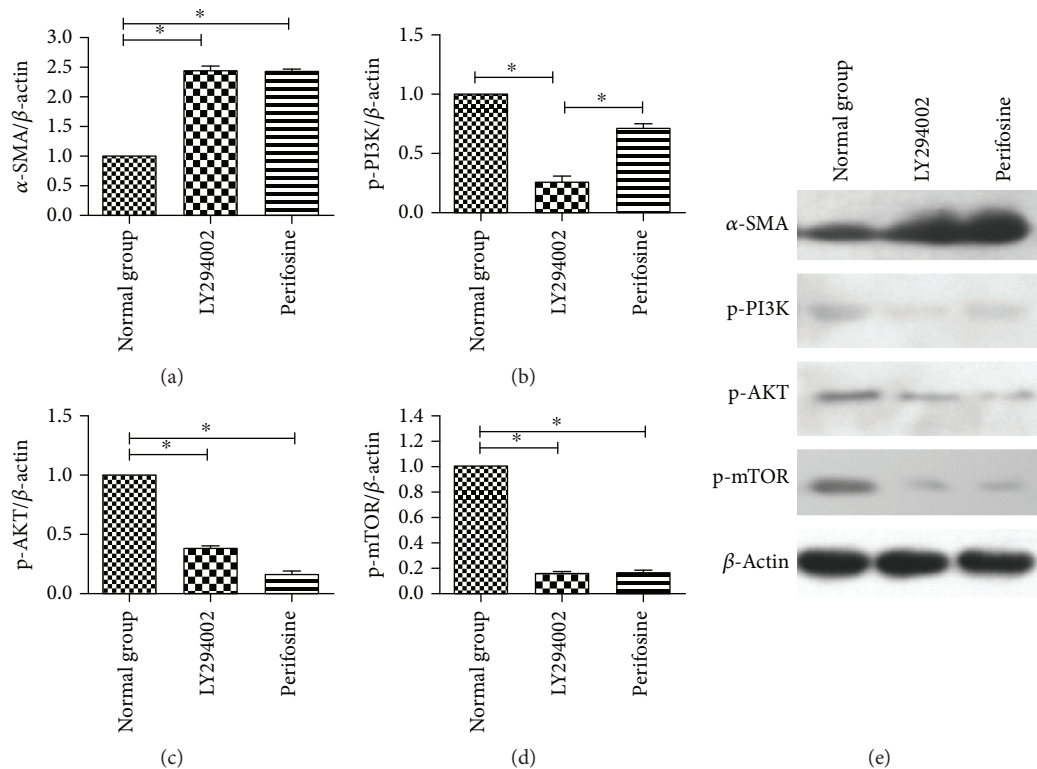 *
*
3.0
2.5
2.0
1.5
1.0
0.5
0.0
α-SMA/β-actin
Normal group
LY294002
Perifosine
(a)
1.5
1.0
0.5
0.0
p-PI3K/β-actin
*
*
Normal group
LY294002
Perifosine
(b)
1.5
1.0
0.5
0.0
p-AKT/β-actin
*
*
Normal group
LY294002
Perifosine
(c)
1.4
1.2
1.0
0.8
0.6
0.4
0.2
0.0
p-mTOR/β-actin
*
*
Normal group
LY294002
Perifosine
(d)
Normal group
LY294002
Perifosine
α-SMA
p-PI3K
p-AKT
p-mTOR
β-Actin
(e)